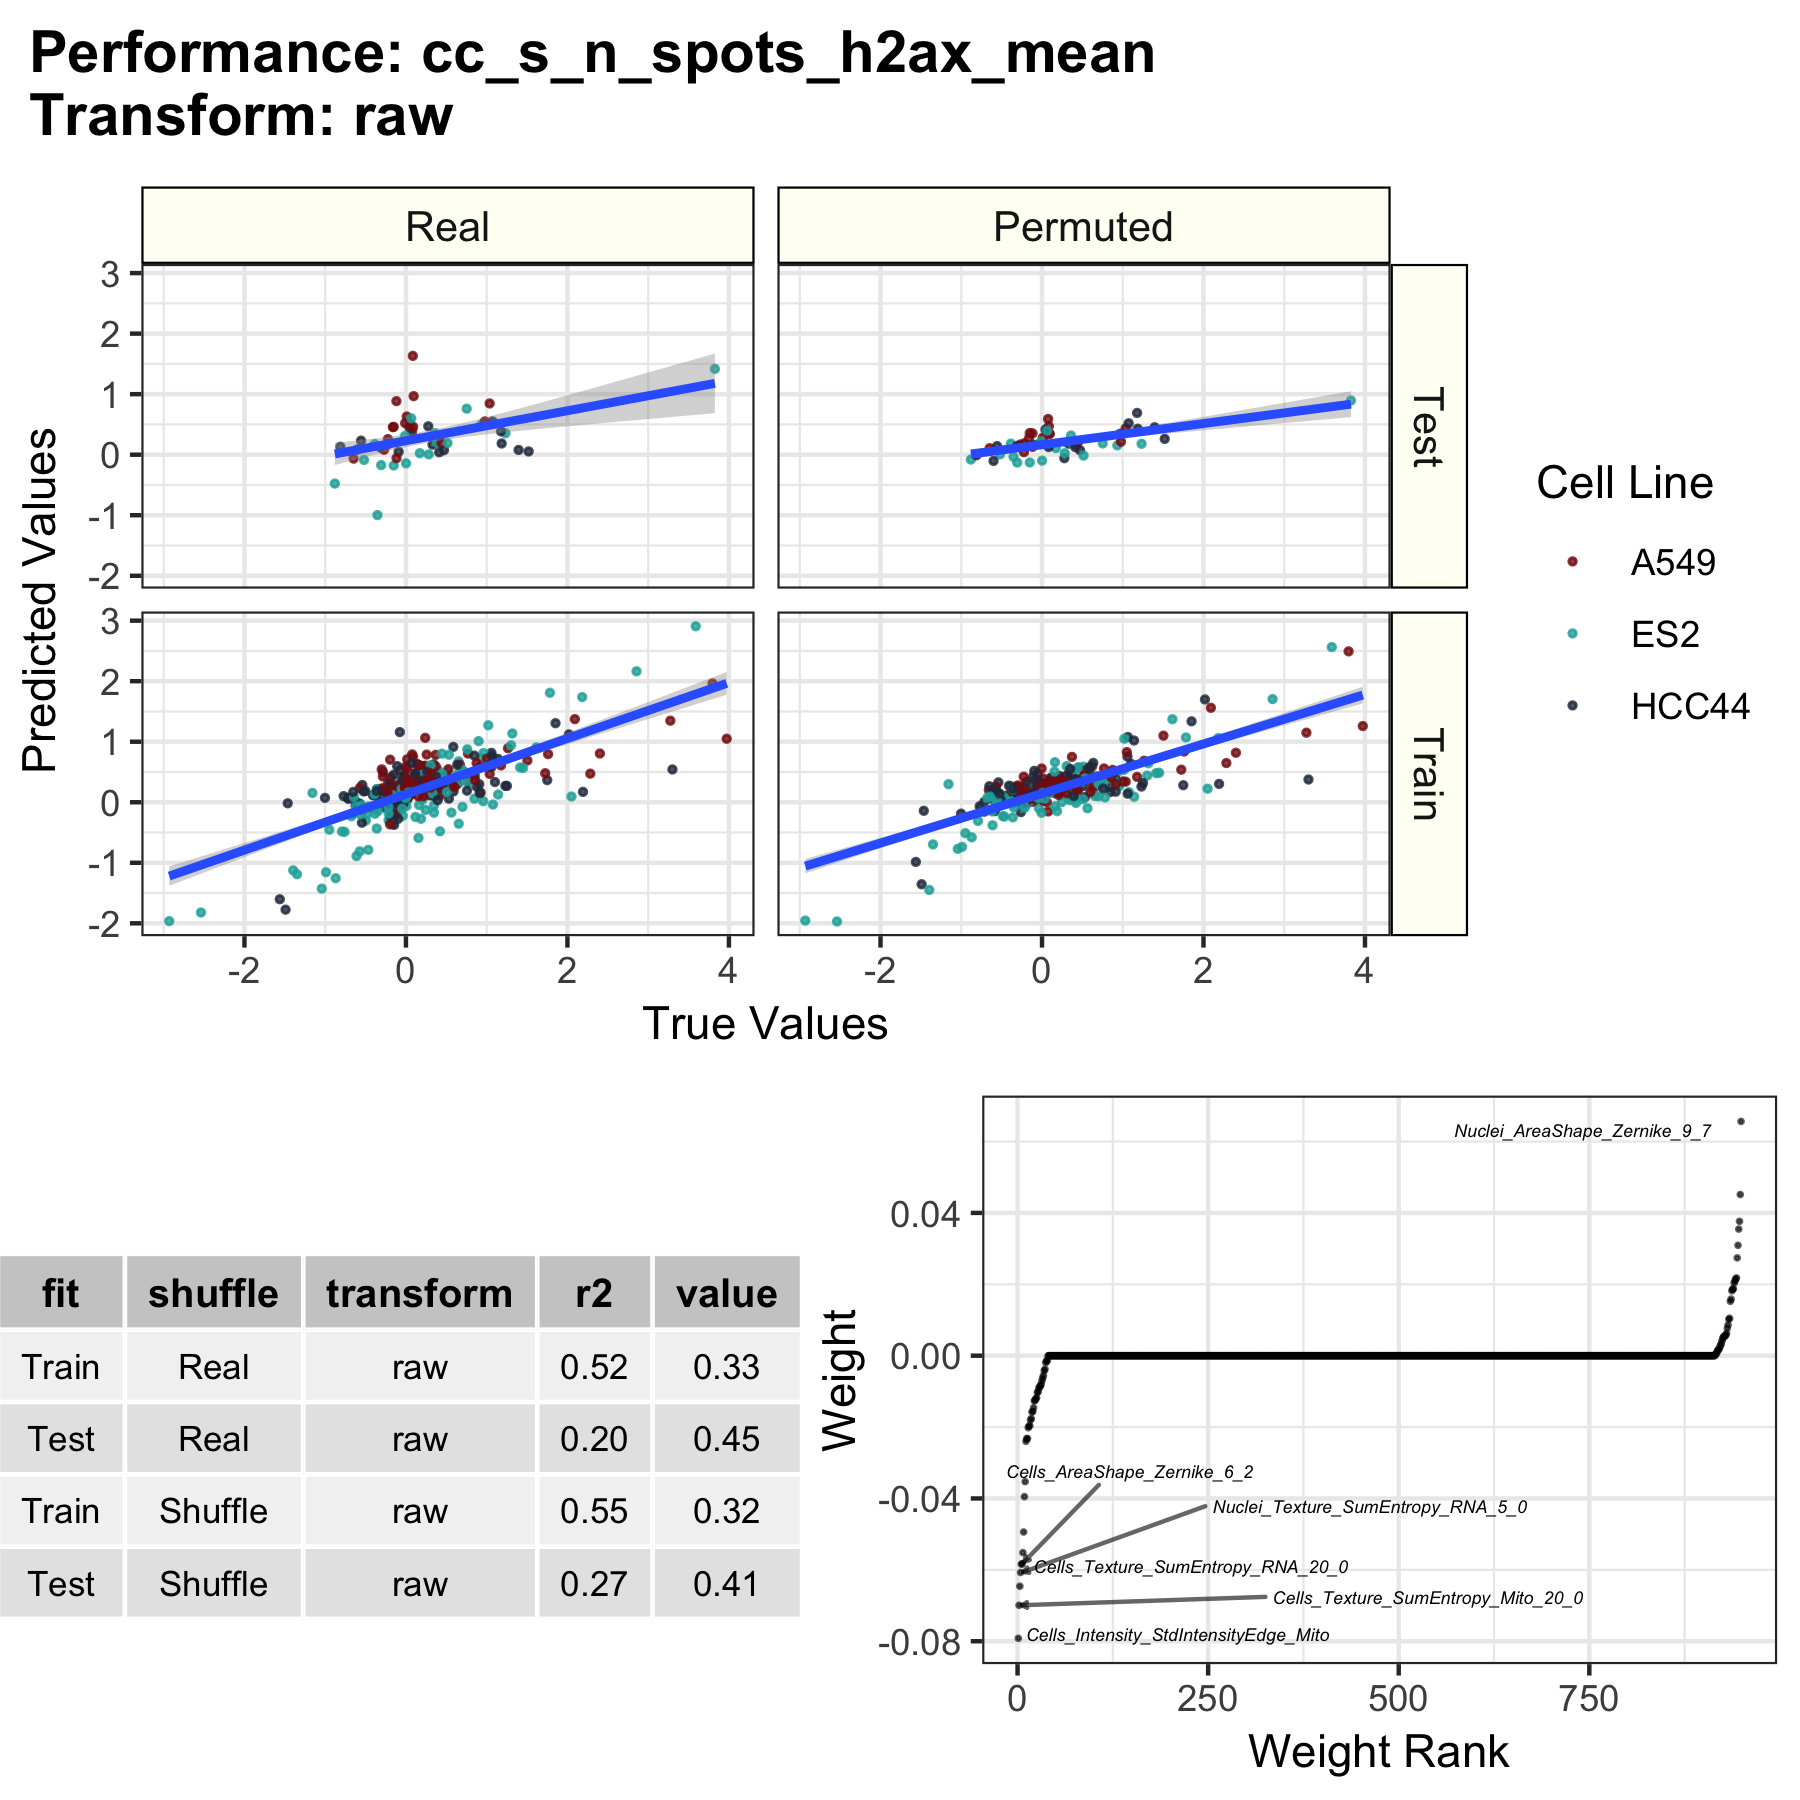 Performance: cc_s_n_spots_h2ax_mean
Transform: raw
Real
Permuted
3
2
1
0
-1
-2
Test
3
2
1
0
-1
-2
Train
Predicted Values
-2
0
2
4
-2
0
2
4
True Values
Cell Line
A549
ES2
HCC44
fit shuffle transform r2 value
Train Real raw 0.52 0.33
Test Real raw 0.20 0.45
Train Shuffle raw 0.55 0.32
Test Shuffle raw 0.27 0.41
Weight
0.04
0.00
-0.04
-0.08
Nuclei_AreaShape_Zernike_9_7
Cells_AreaShape_Zernike_6_2
Nuclei_Texture_SumEntropy_RNA_5_0
Cells_Texture_SumEntropy_RNA_20_0
Cells_Texture_SumEntropy_Mito_20_0
Cells_Intensity_StdIntensityEdge_Mito
0
250
500
750
Weight Rank